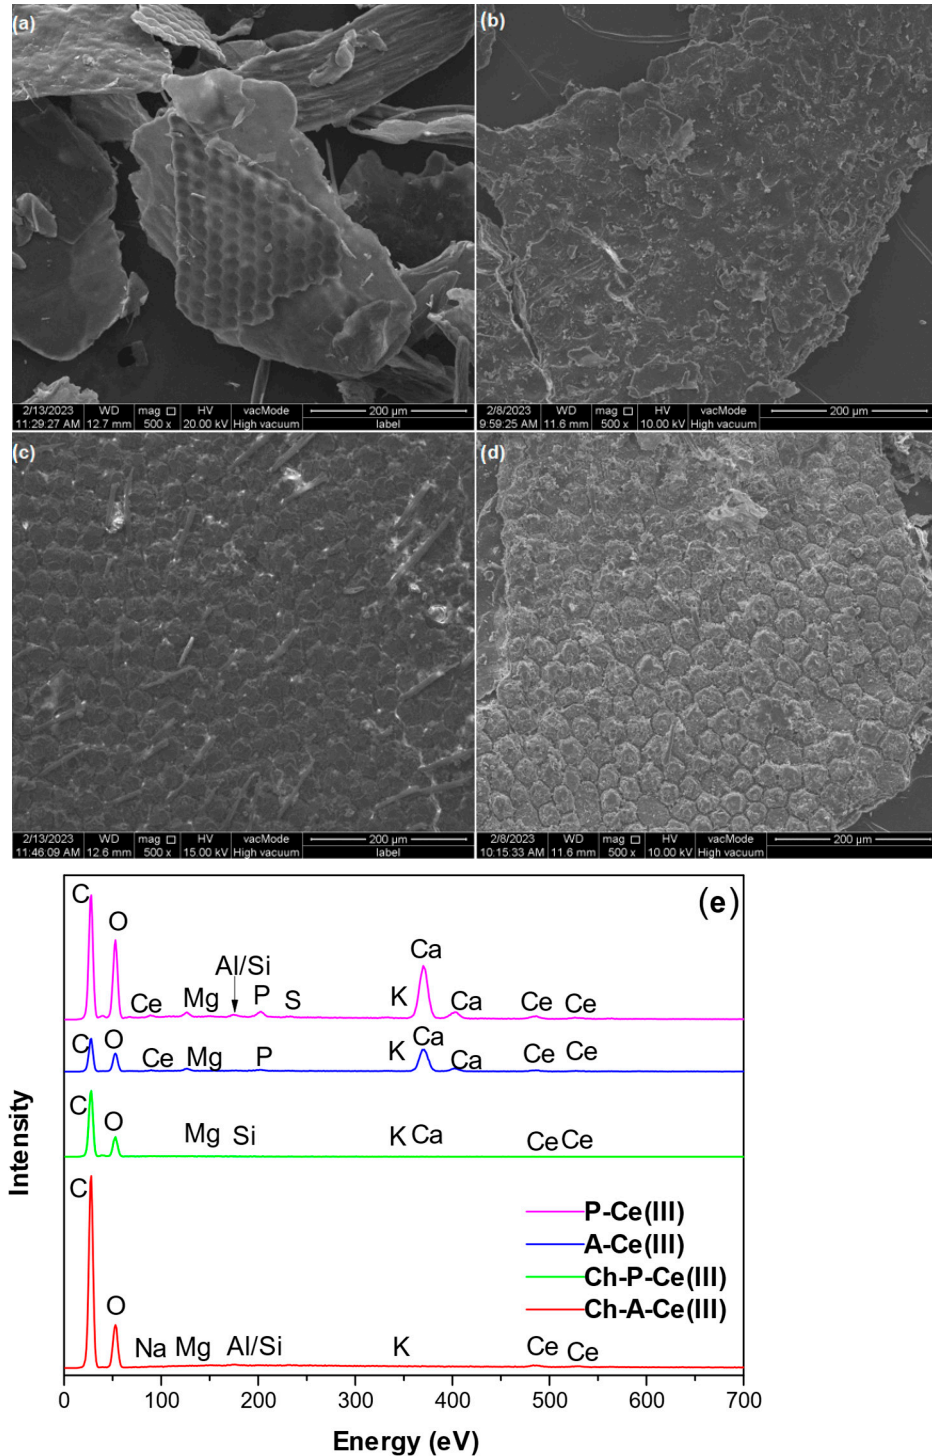 (a)
2/13/2023 WD mag HV vacMode 200 µm
11:29:27 AM 12.7 mm 500 x 20.00 kV High vacuum label
(b)
2/8/2023 WD mag HV vacMode 200 µm
9:59:25 AM 11.6 mm 500 x 10.00 kV High vacuum
(c)
2/13/2023 WD mag HV vacMode 200 µm
11:46:09 AM 12.6 mm 500 x 15.00 kV High vacuum label
(d)
2/8/2023 WD mag HV vacMode 200 µm
10:15:33 AM 11.6 mm 500 x 10.00 kV High vacuum
(e)
C O Ce Mg Al/Si P S K Ca Ca Ce Ce
C O Ce Mg P K Ca Ca Ce Ce
C O Mg Si K Ca Ce Ce
C O Na Mg Al/Si K Ce Ce
P-Ce(III)
A-Ce(III)
Ch-P-Ce(III)
Ch-A-Ce(III)
Intensity
0 100 200 300 400 500 600 700
Energy (eV)